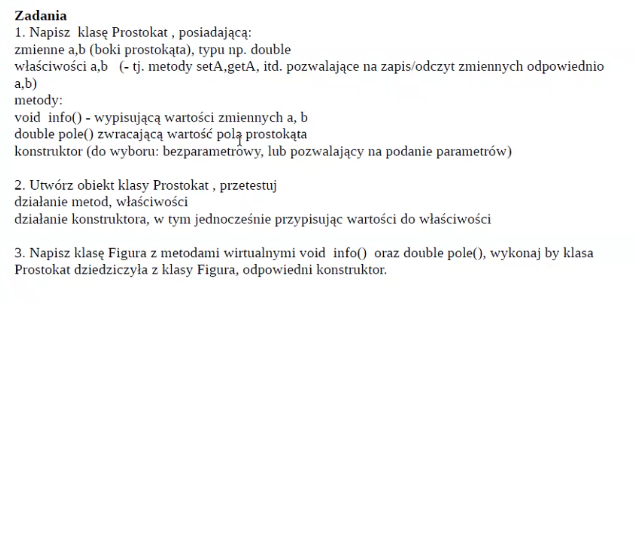 Zadania
1. Napisz klasę Prostokat , posiadającą:
zmienne a,b (boki prostokąta), typu np. double
właściwości a,b (- tj. metody setA,getA, itd. pozwalające na zapis/odczyt zmiennych odpowiednio
a,b)
metody:
void info() - wypisującą wartości zmiennych a, b
double pole() zwracającą wartość pola prostokąta
konstruktor (do wyboru: bezparametrowy, lub pozwalający na podanie parametrów)
2. Utwórz obiekt klasy Prostokat , przetestuj
działanie metod, właściwości
działanie konstruktora, w tym jednocześnie przypisując wartości do właściwości
3. Napisz klasę Figura z metodami wirtualnymi void info() oraz double pole(), wykonaj by klasa
Prostokat dziedziczyła z klasy Figura, odpowiedni konstruktor.